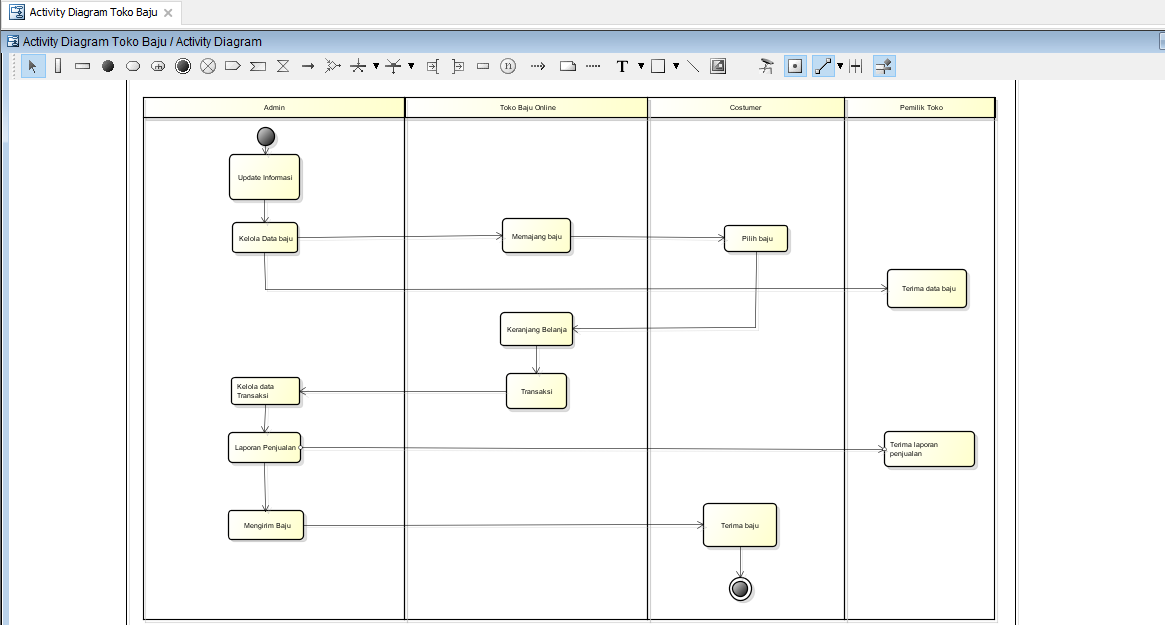 Activity Diagram Toko Baju
Activity Diagram Toko Baju / Activity Diagram
n
T
Admin
Toko Baju Online
Costumer
Pemilik Toko
Update Informasi
Kelola Data baju
Memajang baju
Pilih baju
Terima data baju
Keranjang Belanja
Kelola data
Transaksi
Transaksi
Laporan Penjualan
Terima laporan
penjualan
Mengirim Baju
Terima baju